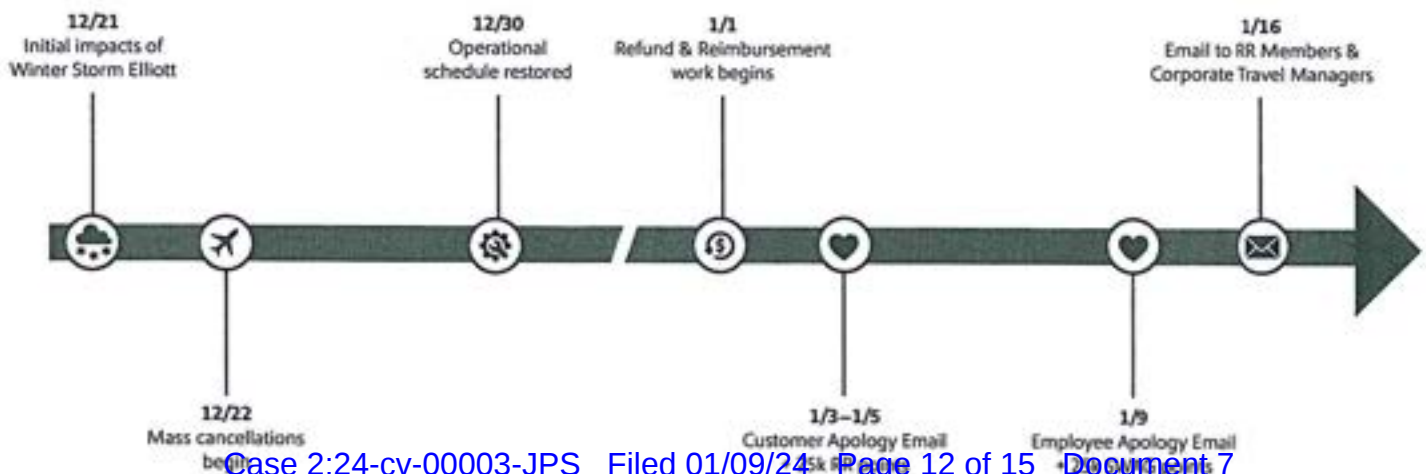 12/21
Initial impacts of
Winter Storm Elliott
12/30
Operational
schedule restored
1/1
Refund & Reimbursement
work begins
1/16
Email to RR Members &
Corporate Travel Managers
12/22
Mass cancellations
begin
1/3–1/5
Customer Apology Email
1/9
Employee Apology Email
Case 2:24-cv-00003-JPS Filed 01/09/24 Page 12 of 15 Document 7